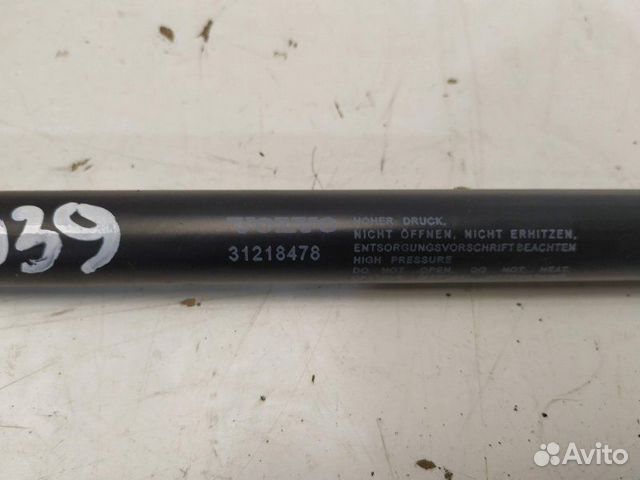 039
VOLVO
31218478
HOHER DRUCK.
NICHT ÖFFNEN, NICHT ERHITZEN,
ENTSORGUNGSVORSCHRIFT BEACHTEN
HIGH PRESSURE
DO NOT OPEN. DO NOT HEAT.
Avito